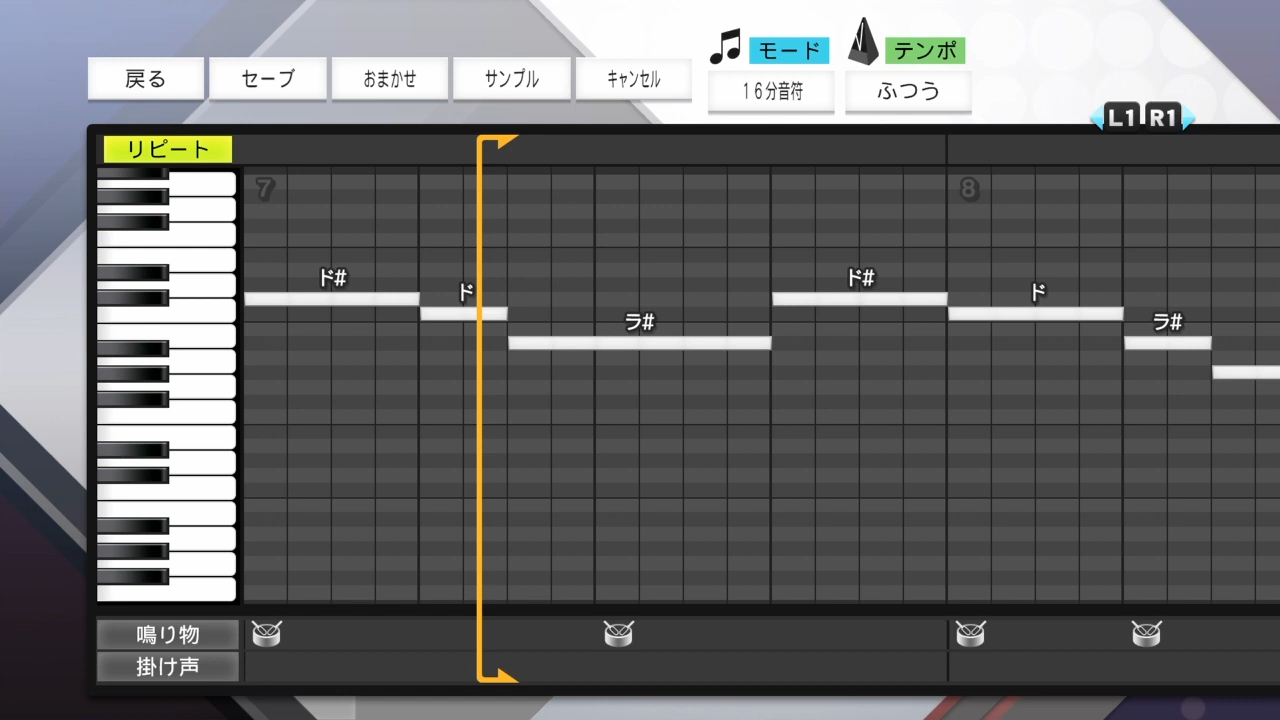 モード
テンポ
戻る
セーブ
おまかせ
サンプル
キャンセル
16分音符
ふつう
L1 R1
リピート
7
8
ド#
ド
ラ#
ド#
ド
ラ#
鳴り物
掛け声